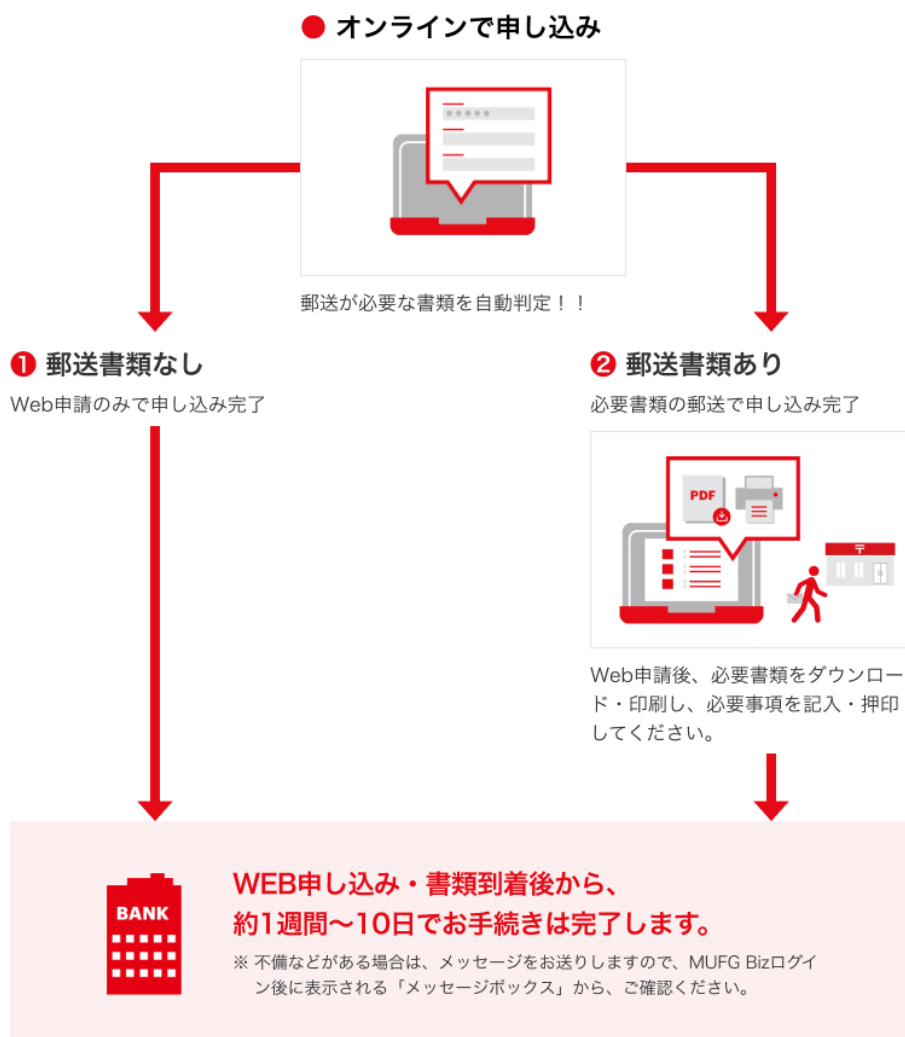 オンラインで申し込み
郵送が必要な書類を自動判定！！
❶ 郵送書類なし
Web申請のみで申し込み完了
❷ 郵送書類あり
必要書類の郵送で申し込み完了
PDF
〒
Web申請後、必要書類をダウンロー
ド・印刷し、必要事項を記入・押印
してください。
BANK
WEB申し込み・書類到着後から、
約1週間〜10日でお手続きは完了します。
※ 不備などがある場合は、メッセージをお送りしますので、MUFG Bizログイ
ン後に表示される「メッセージボックス」から、ご確認ください。